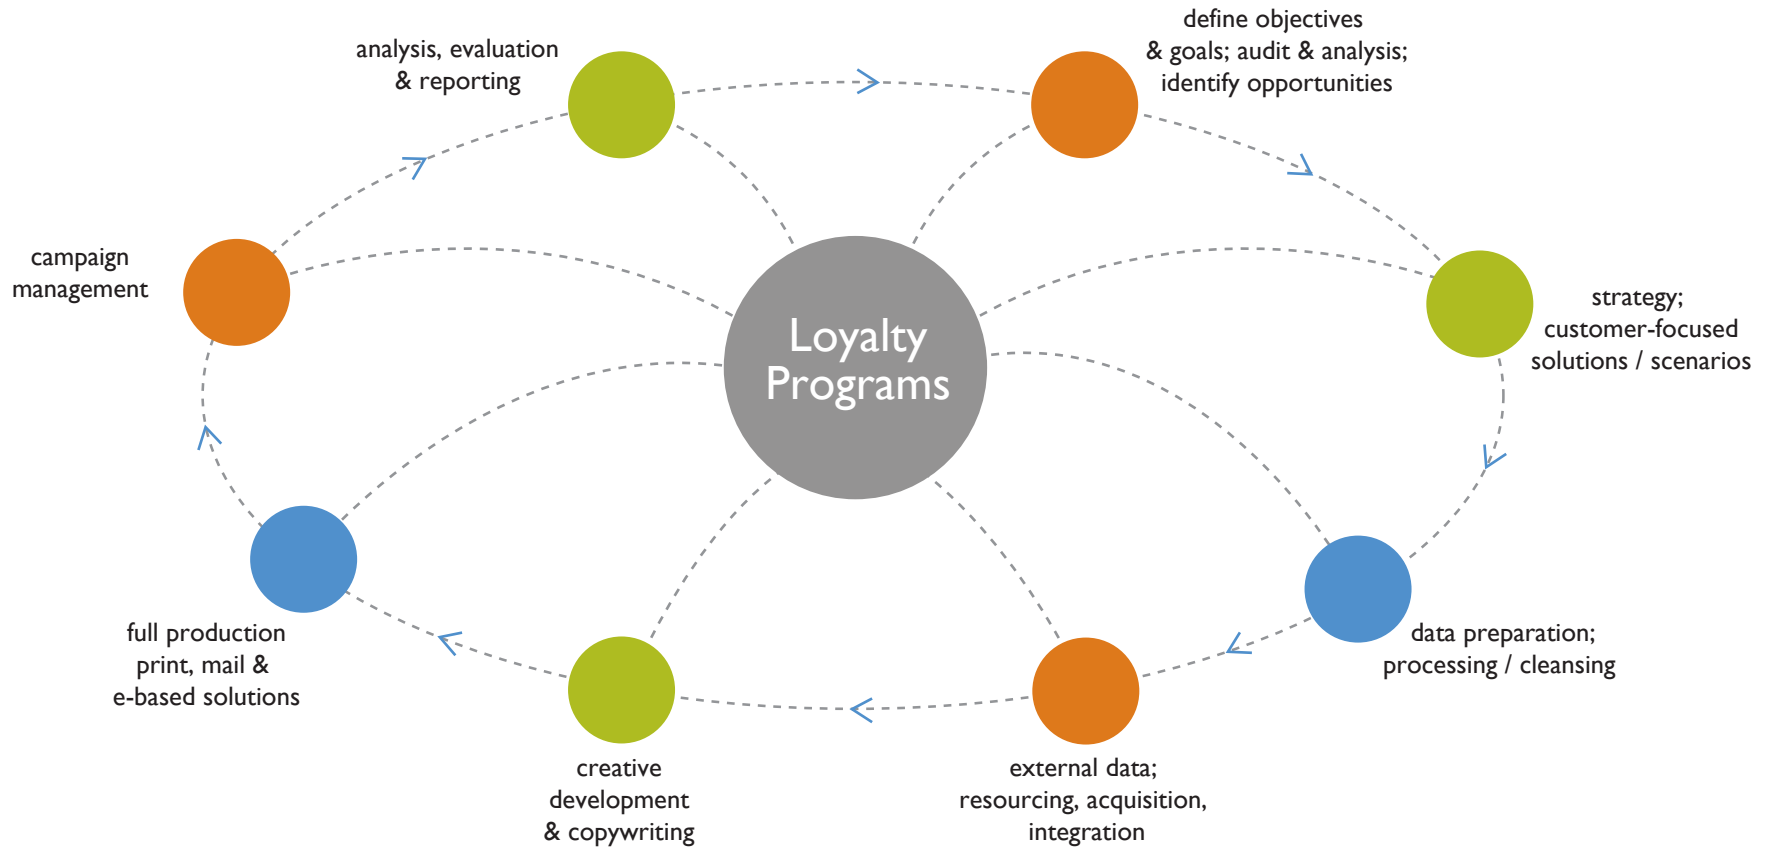 define objectives
& goals; audit & analysis;
identify opportunities
analysis, evaluation
& reporting
campaign
management
strategy;
customer-focused
solutions / scenarios
Loyalty
Programs
full production
print, mail &
e-based solutions
data preparation;
processing / cleansing
creative
development
& copywriting
external data;
resourcing, acquisition,
integration